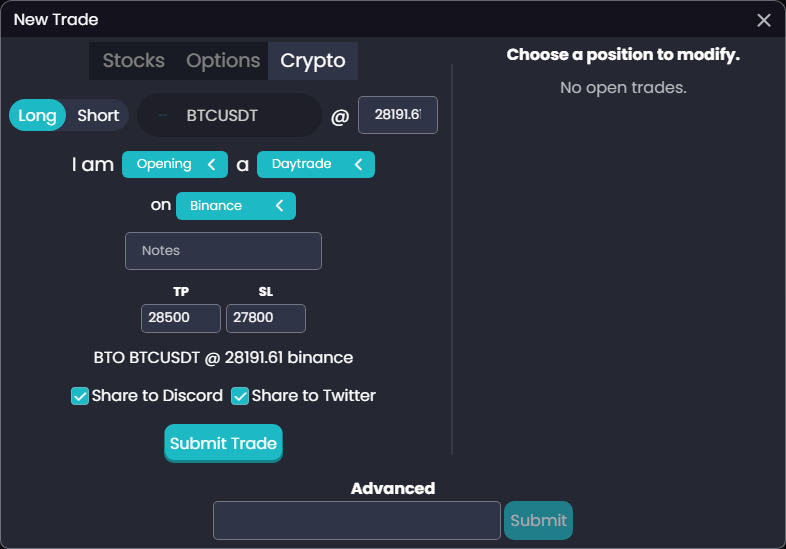 New Trade
Stocks Options Crypto
Long Short -- BTCUSDT @ 28191.61
I am Opening a Daytrade
on Binance
Notes
TP SL
28500 27800
BTO BTCUSDT @ 28191.61 binance
Share to Discord Share to Twitter
Submit Trade
Choose a position to modify.
No open trades.
Advanced
Submit